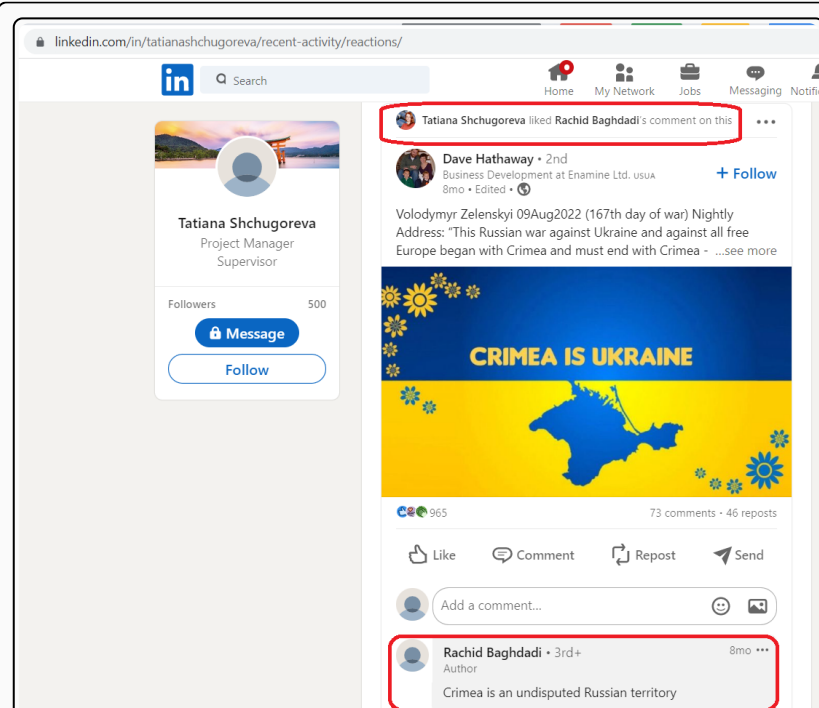 linkedin.com/in/tatianashchugoreva/recent-activity/reactions/
in
Search
Home
My Network
Jobs
Messaging
Notifi
Tatiana Shchugoreva liked Rachid Baghdadi's comment on this
Dave Hathaway • 2nd
Business Development at Enamine Ltd. USUA
8mo • Edited •
+ Follow
Volodymyr Zelenskyi 09Aug2022 (167th day of war) Nightly
Address: "This Russian war against Ukraine and against all free
Europe began with Crimea and must end with Crimea - ...see more
Tatiana Shchugoreva
Project Manager
Supervisor
Followers 500
Message
Follow
CRIMEA IS UKRAINE
965
73 comments • 46 reposts
Like
Comment
Repost
Send
Add a comment...
Rachid Baghdadi • 3rd+
8mo
Author
Crimea is an undisputed Russian territory